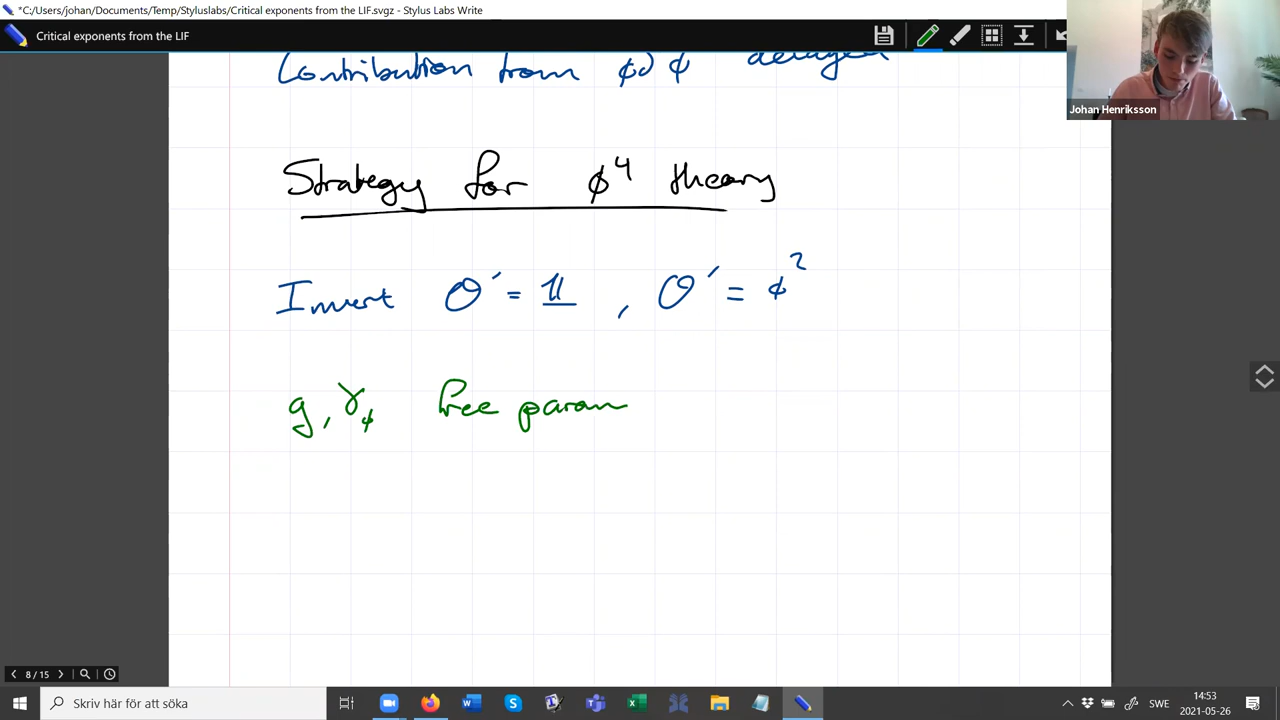 *C:/Users/johan/Documents/Temp/Styluslabs/Critical exponents from the LIF.svgz - Stylus Labs Write
Critical exponents from the LIF
Johan Henriksson
Contribution from ϕ∂ϕ delayed
Strategy for ϕ⁴ theory
Invert O′ = 𝟙 , O′ = ϕ²
g, γ_ϕ free param
8 / 15
Skriv här för att söka
SWE
14:53
2021-05-26